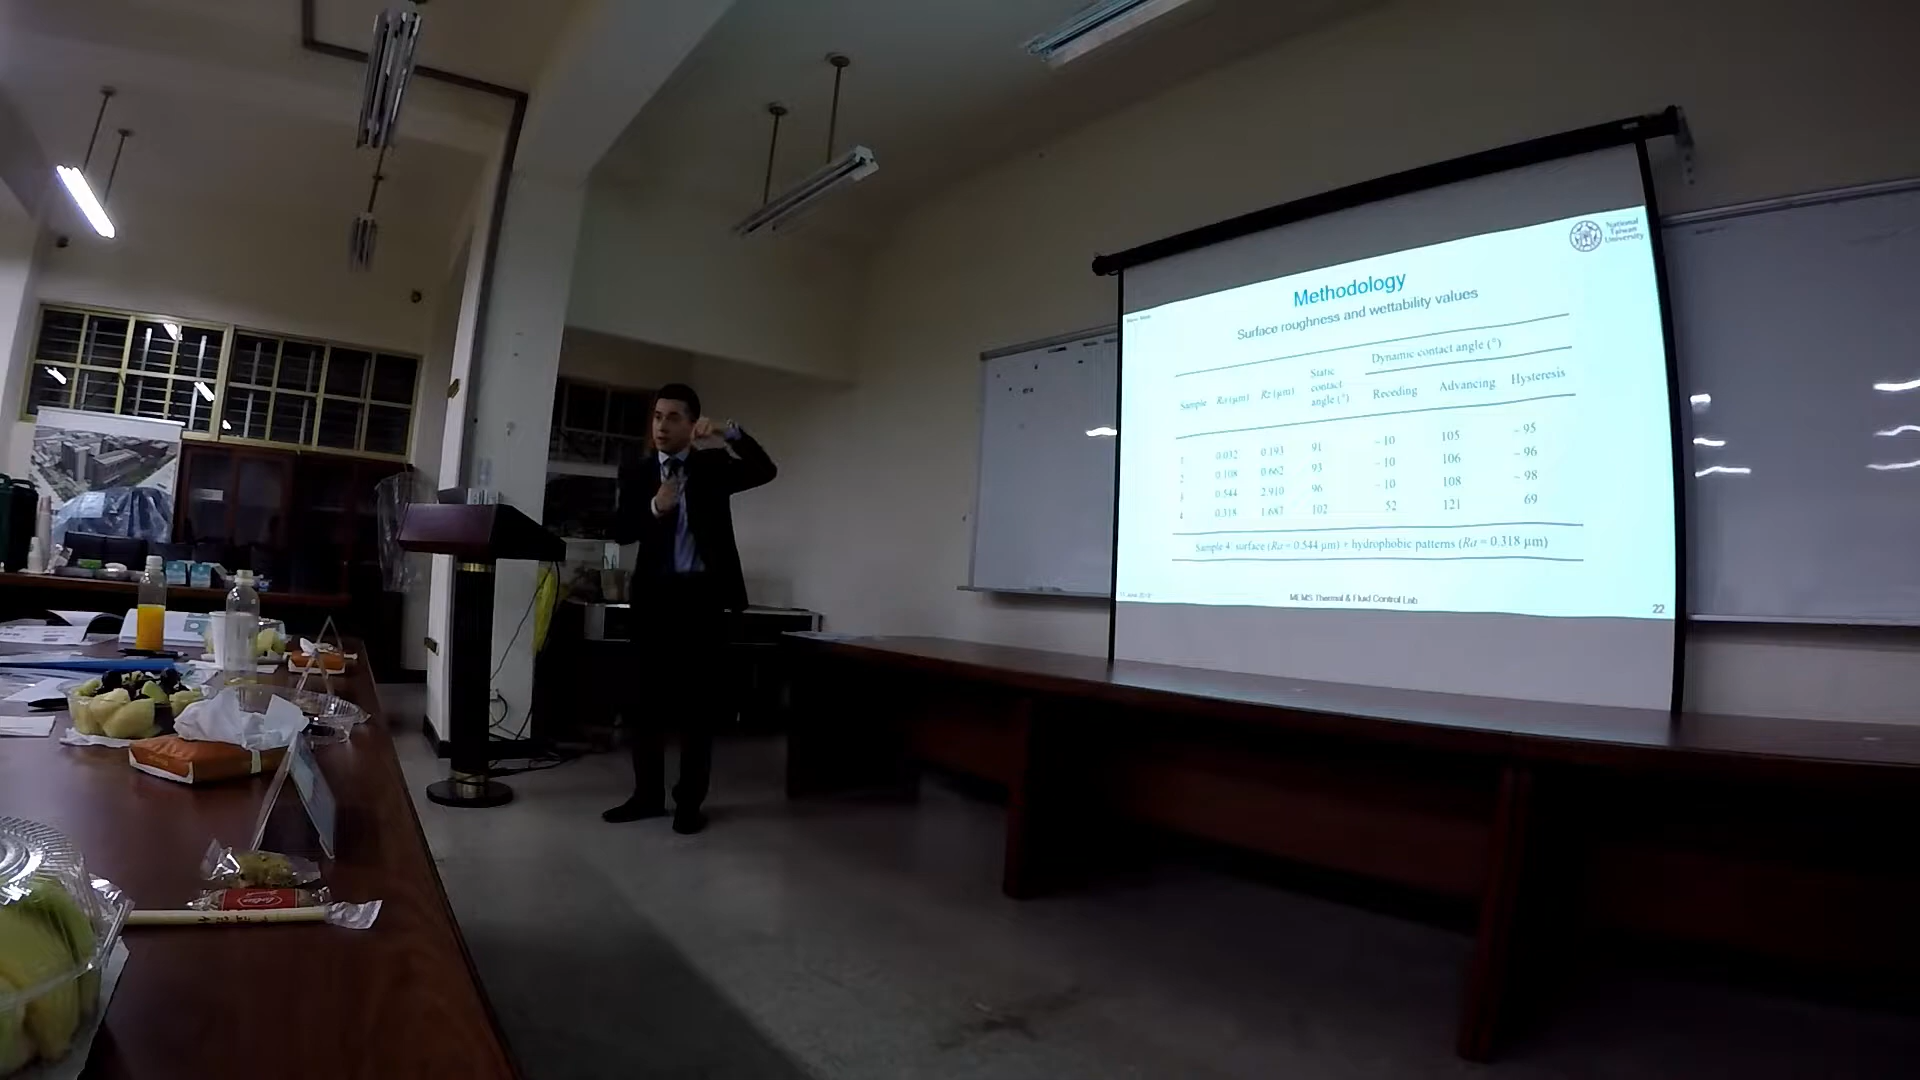 National
Taiwan
University
Methodology
Surface roughness and wettability values
Dynamic contact angle (°)
Sample Ra (μm) Rz (μm) Static contact angle (°) Receding Advancing Hysteresis
1 0.032 0.193 91 ~ 10 105 ~ 95
2 0.108 0.662 93 ~ 10 106 ~ 96
3 0.544 2.910 96 ~ 10 108 ~ 98
4 0.318 1.687 102 52 121 69
Sample 4: surface (Ra = 0.544 μm) + hydrophobic patterns (Ra = 0.318 μm)
MEMS Thermal & Fluid Control Lab
22